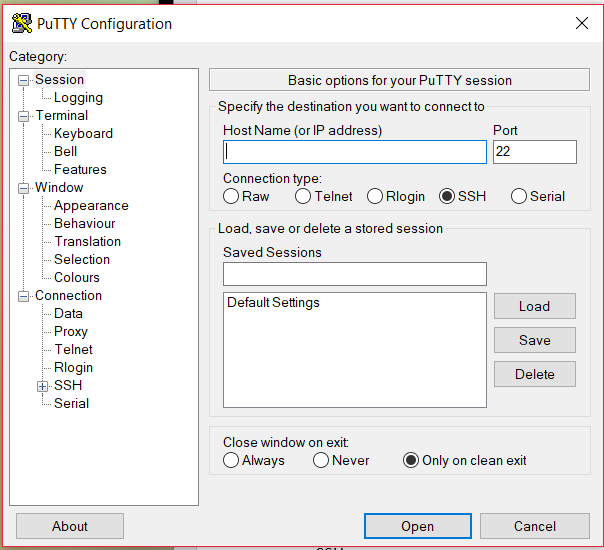 PuTTY Configuration
Category:
Session
Logging
Terminal
Keyboard
Bell
Features
Window
Appearance
Behaviour
Translation
Selection
Colours
Connection
Data
Proxy
Telnet
Rlogin
SSH
Serial
Basic options for your PuTTY session
Specify the destination you want to connect to
Host Name (or IP address) Port
22
Connection type:
Raw Telnet Rlogin SSH Serial
Load, save or delete a stored session
Saved Sessions
Default Settings
Load
Save
Delete
Close window on exit:
Always Never Only on clean exit
About Open Cancel